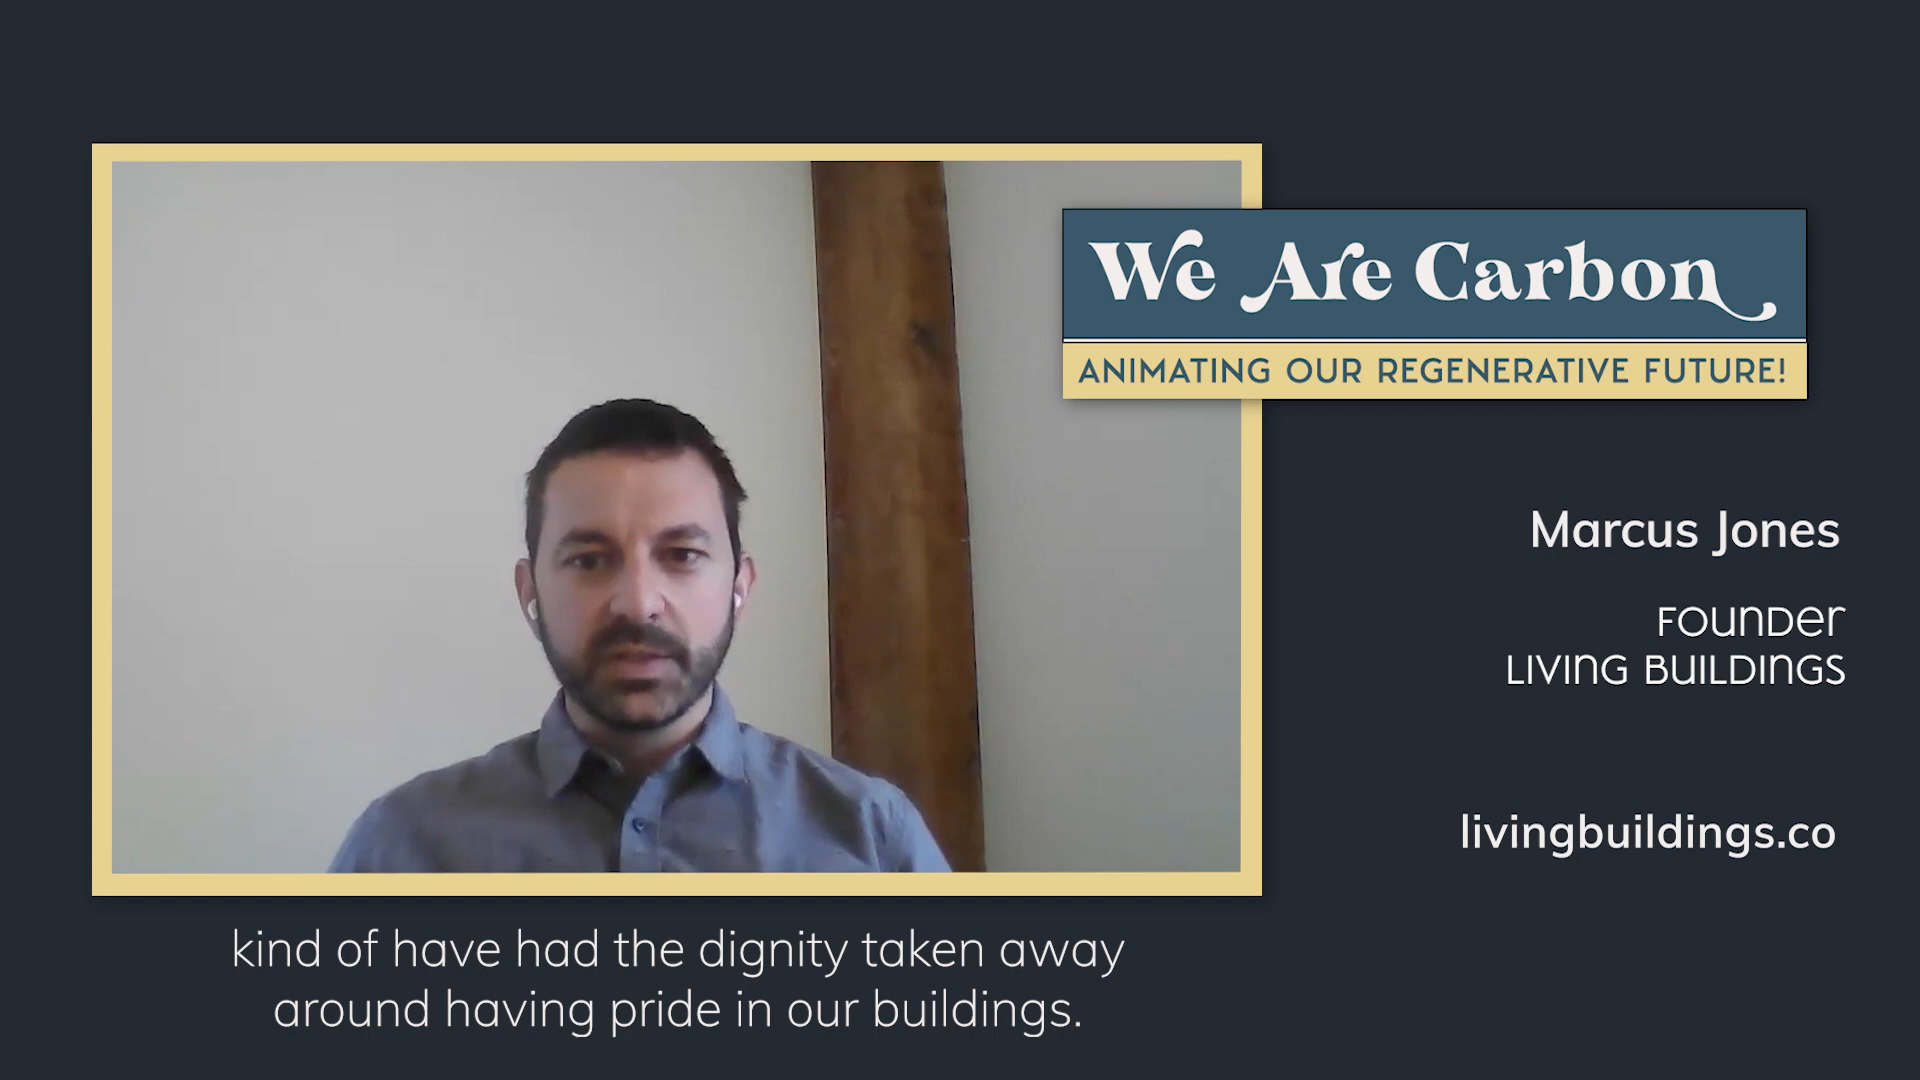 We Are Carbon
ANIMATING OUR REGENERATIVE FUTURE!
Marcus Jones
FOUNDER
LIVING BUILDINGS
livingbuildings.co
kind of have had the dignity taken away
around having pride in our buildings.